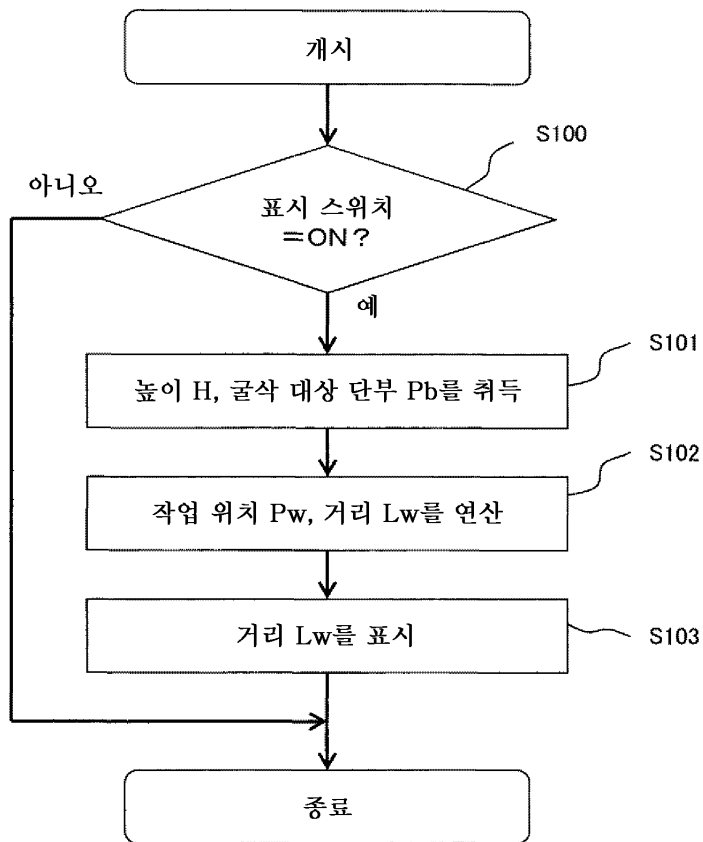 개시
S100
아니오
표시 스위치
=ON?
예
S101
높이 H, 굴삭 대상 단부 Pb를 취득
S102
작업 위치 Pw, 거리 Lw를 연산
거리 Lw를 표시
S103
종료